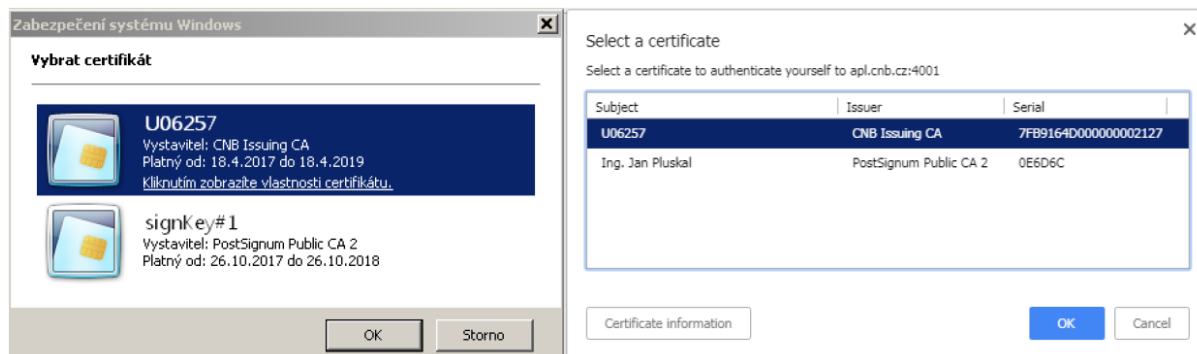 Zabezpečení systému Windows
Vybrat certifikát
U06257
Vystavitel: CNB Issuing CA
Platný od: 18.4.2017 do 18.4.2019
Kliknutím zobrazíte vlastnosti certifikátu.
signKey#1
Vystavitel: PostSignum Public CA 2
Platný od: 26.10.2017 do 26.10.2018
OK Storno
Select a certificate
Select a certificate to authenticate yourself to apl.cnb.cz:4001
Subject Issuer Serial
U06257 CNB Issuing CA 7FB9164D000000002127
Ing. Jan Pluskal PostSignum Public CA 2 0E6D6C
Certificate information OK Cancel